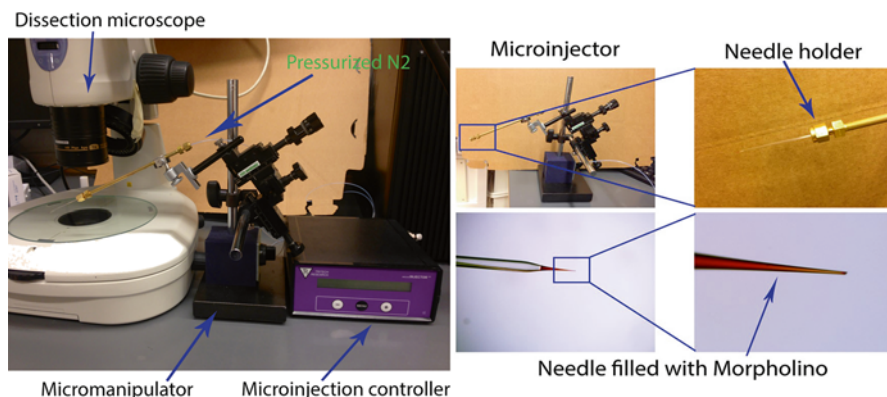 Dissection microscope
Pressurized N2
Microinjector
Needle holder
Micromanipulator
Microinjection controller
Needle filled with Morpholino